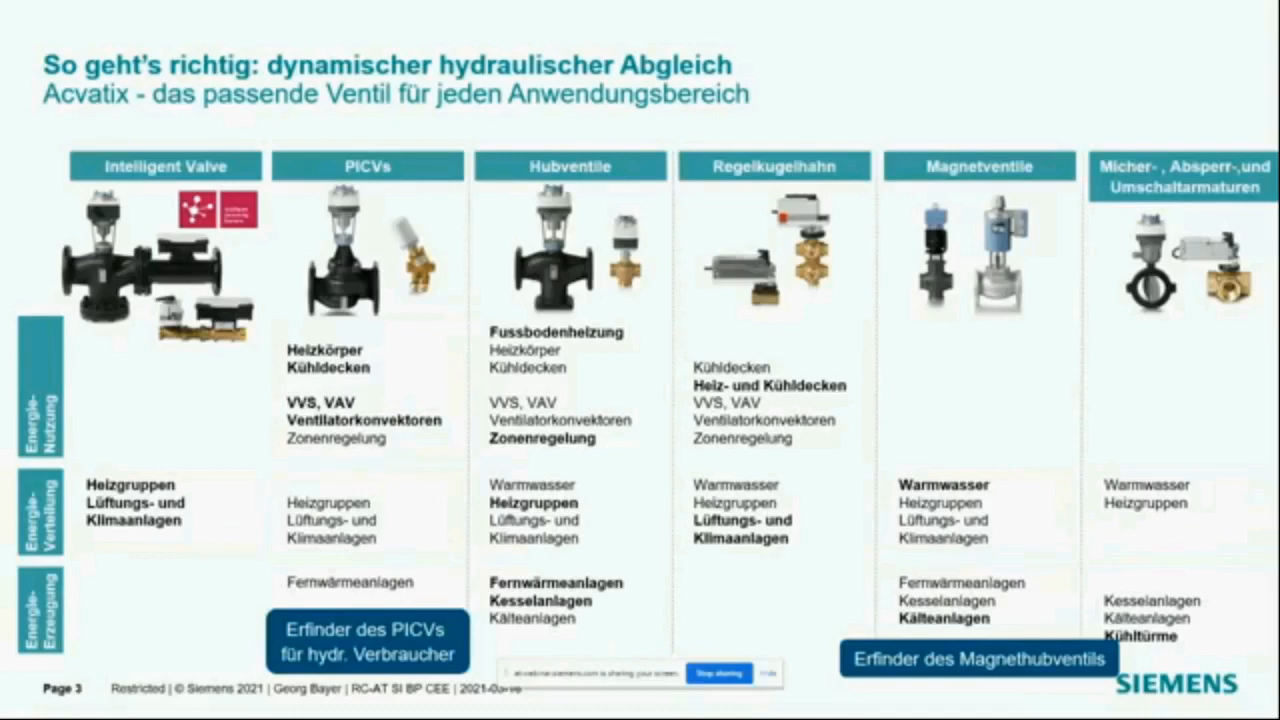 So geht's richtig: dynamischer hydraulischer Abgleich
Acvatix - das passende Ventil für jeden Anwendungsbereich
Intelligent Valve
PICVs
Hubventile
Regelkugelhahn
Magnetventile
Micher- , Absperr-,und
Umschaltarmaturen
Energie-
Nutzung
Heizkörper
Kühldecken
VVS, VAV
Ventilatorkonvektoren
Zonenregelung
Fussbodenheizung
Heizkörper
Kühldecken
VVS, VAV
Ventilatorkonvektoren
Zonenregelung
Kühldecken
Heiz- und Kühldecken
VVS, VAV
Ventilatorkonvektoren
Zonenregelung
Energie-
Verteilung
Heizgruppen
Lüftungs- und
Klimaanlagen
Heizgruppen
Lüftungs- und
Klimaanlagen
Warmwasser
Heizgruppen
Lüftungs- und
Klimaanlagen
Warmwasser
Heizgruppen
Lüftungs- und
Klimaanlagen
Warmwasser
Heizgruppen
Lüftungs- und
Klimaanlagen
Warmwasser
Heizgruppen
Energie-
Erzeugung
Fernwärmeanlagen
Fernwärmeanlagen
Kesselanlagen
Kälteanlagen
Fernwärmeanlagen
Kesselanlagen
Kälteanlagen
Kesselanlagen
Kälteanlagen
Kühltürme
Erfinder des PICVs
für hydr. Verbraucher
Erfinder des Magnethubventils
is sharing your screen.
Stop sharing
Hide
Page 3
Restricted | © Siemens 2021 | Georg Bayer | RC-AT SI BP CEE |
SIEMENS